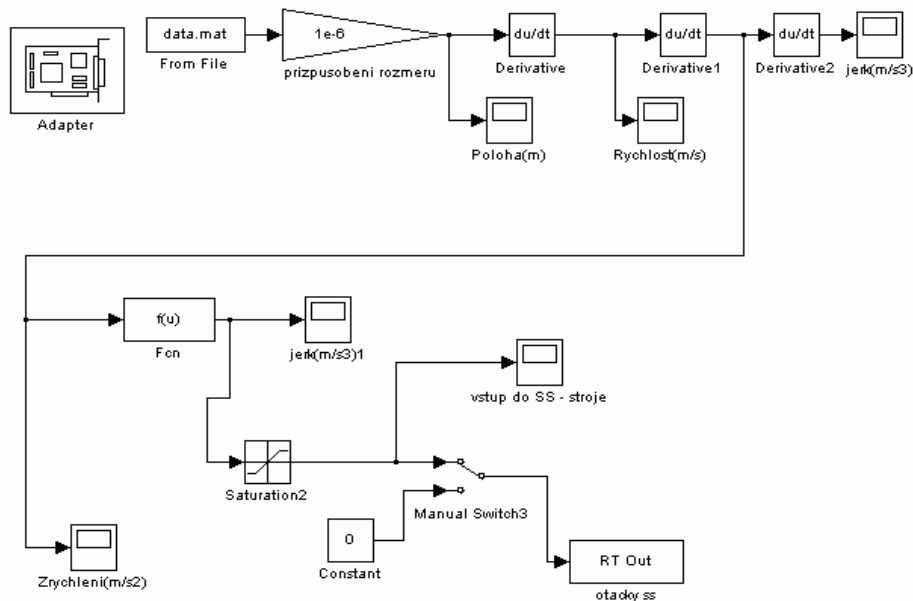 data.mat
From File
1e-6
prizpusobeni rozmeru
du/dt
Derivative
du/dt
Derivative1
du/dt
Derivative2
jerk(m/s3)
Adapter
Poloha(m)
Rychlost(m/s)
f(u)
Fcn
jerk(m/s3)1
vstup do SS - stroje
Saturation2
Manual Switch3
0
Constant
RT Out
otacky ss
Zrychleni(m/s2)